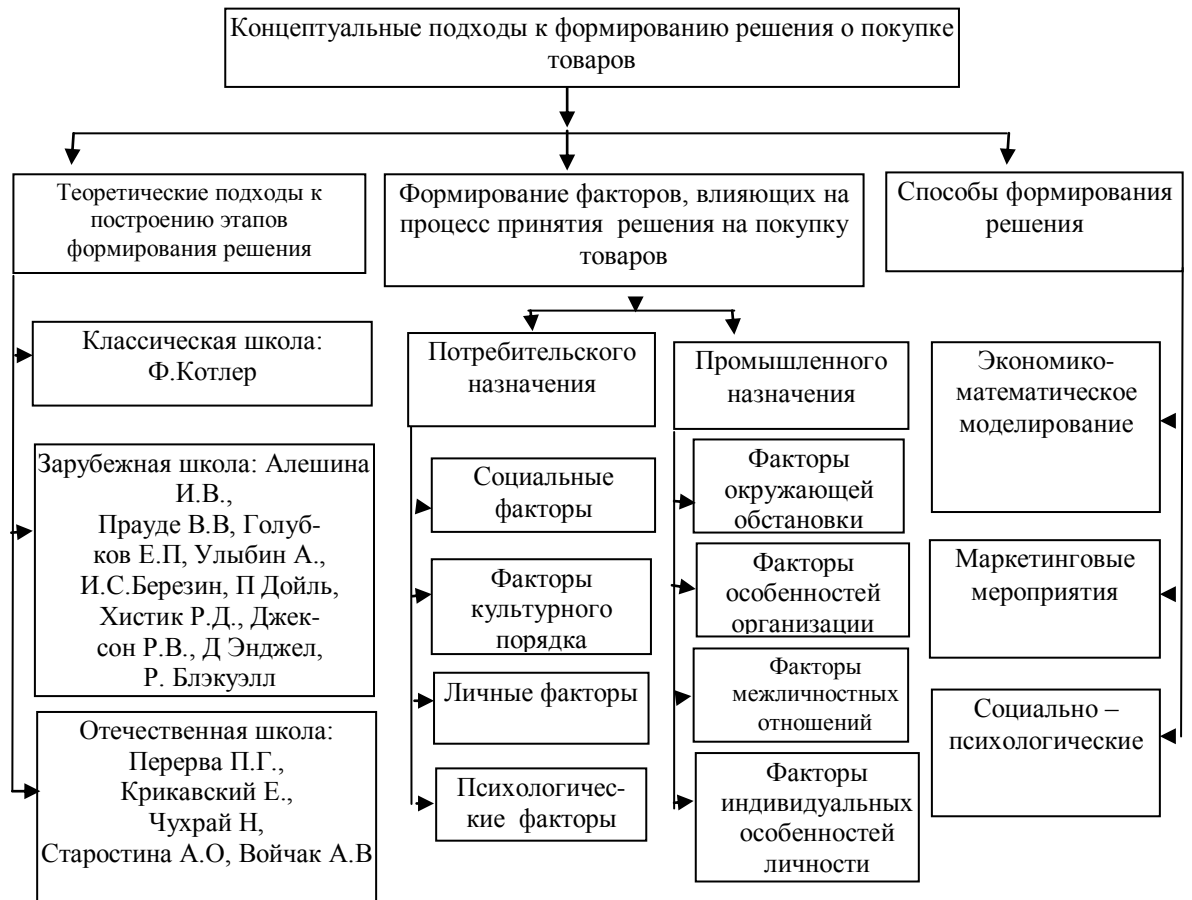 Концептуальные подходы к формированию решения о покупке
товаров
Теоретические подходы к
построению этапов
формирования решения
Формирование факторов, влияющих на
процесс принятия решения на покупку
товаров
Способы формирования
решения
Классическая школа:
Ф.Котлер
Зарубежная школа: Алешина
И.В.,
Прауде В.В, Голуб-
ков Е.П, Улыбин А.,
И.С.Березин, П Дойль,
Хистик Р.Д., Джек-
сон Р.В., Д Энджел,
Р. Блэкуэлл
Отечественная школа:
Перерва П.Г.,
Крикавский Е.,
Чухрай Н,
Старостина А.О, Войчак А.В
Потребительского
назначения
Социальные
факторы
Факторы
культурного
порядка
Личные факторы
Психологичес-
кие факторы
Промышленного
назначения
Факторы
окружающей
обстановки
Факторы
особенностей
организации
Факторы
межличностных
отношений
Факторы
индивидуальных
особенностей
личности
Экономико-
математическое
моделирование
Маркетинговые
мероприятия
Социально –
психологические